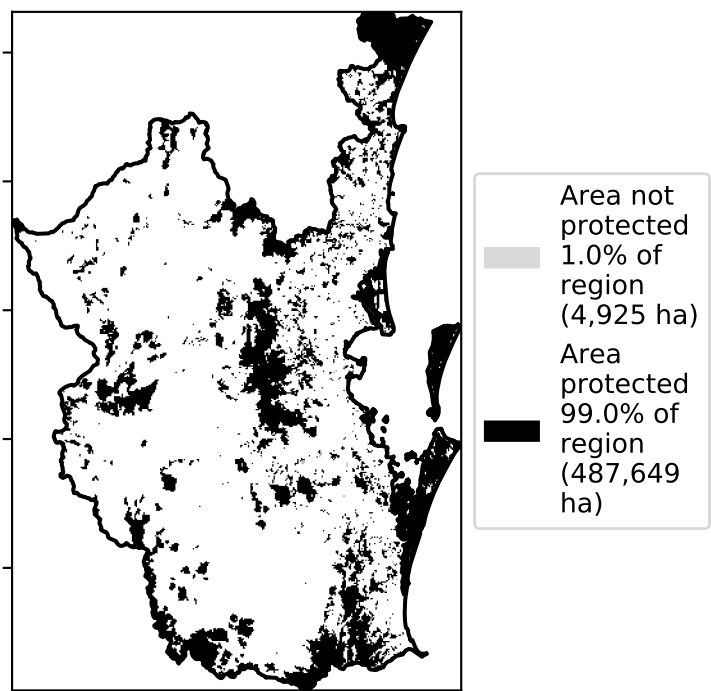 Area not
protected
1.0% of
region
(4,925 ha)
Area
protected
99.0% of
region
(487,649
ha)